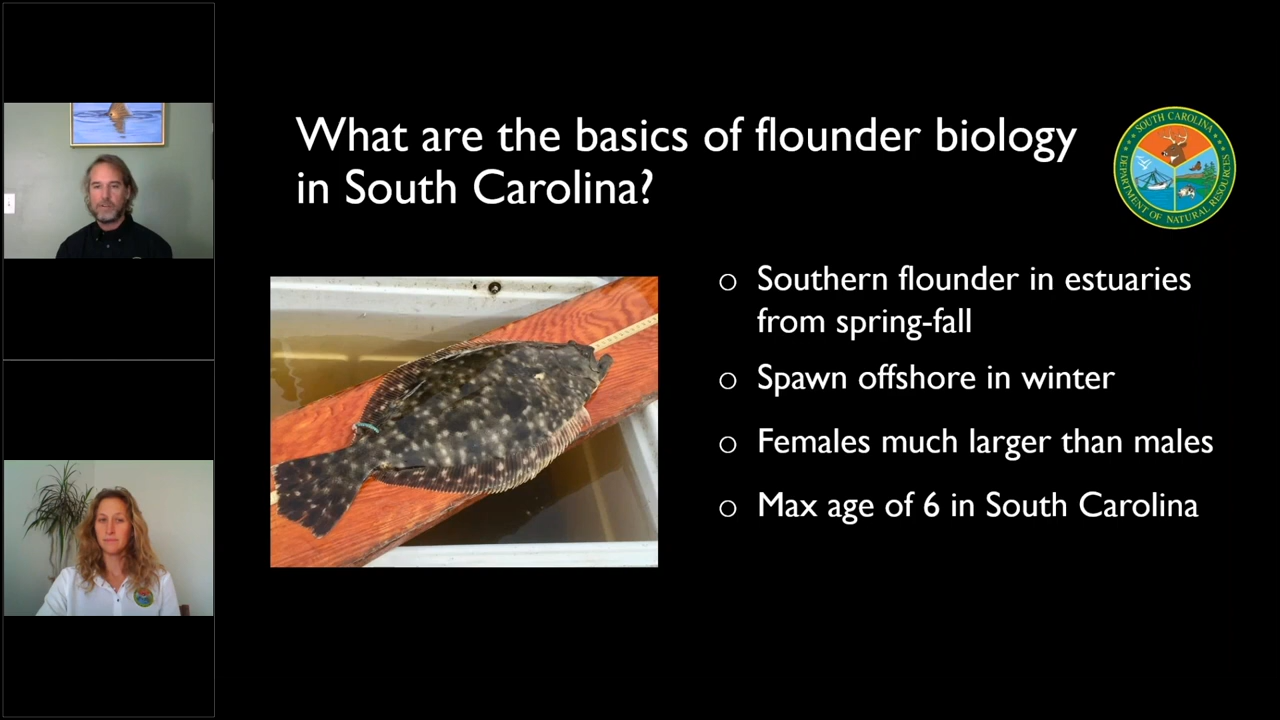 What are the basics of flounder biology
in South Carolina?
SOUTH CAROLINA
DEPARTMENT OF NATURAL RESOURCES
o Southern flounder in estuaries
from spring-fall
o Spawn offshore in winter
o Females much larger than males
o Max age of 6 in South Carolina